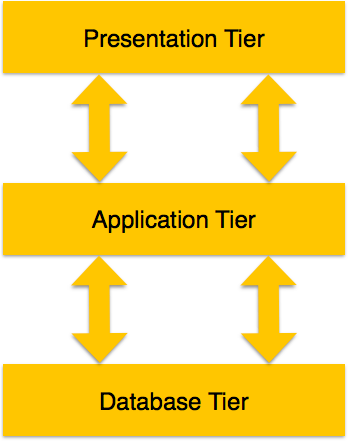 Presentation Tier
Application Tier
Database Tier